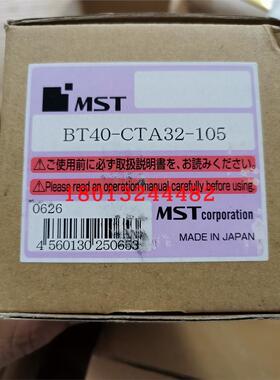 MST
BT40-CTA32-105
⚠ご使用前に必ず取扱説明書を、お読みください。
⚠Please read an operation manual carefully before using.
18013244482
0626
4 560130 250653
MST corporation
MADE IN JAPAN